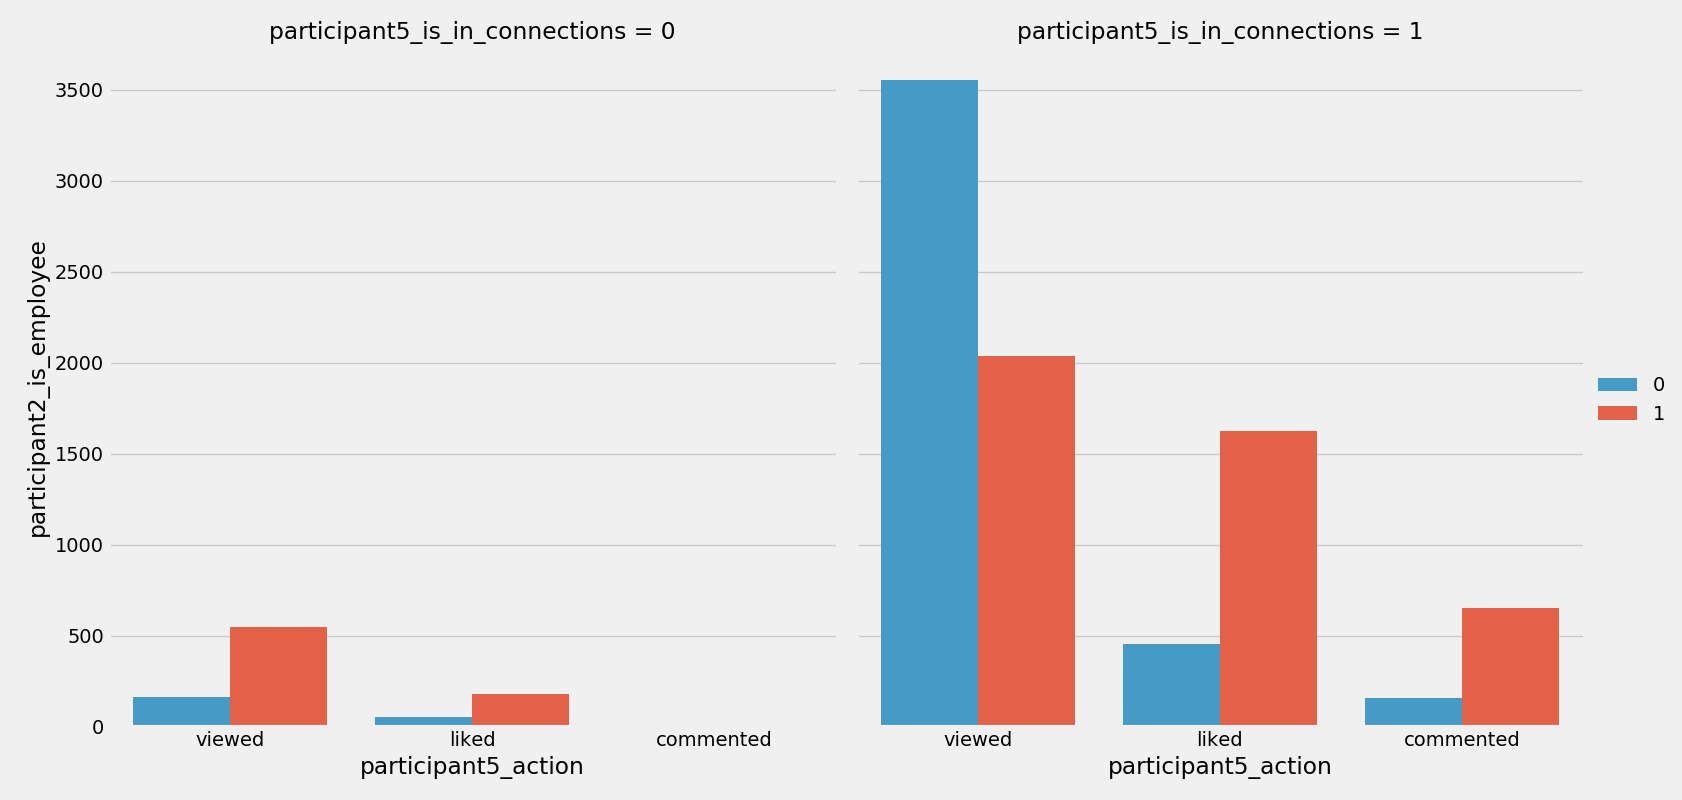 participant5_is_in_connections = 0
participant5_is_in_connections = 1
participant2_is_employee
3500
3000
2500
2000
1500
1000
500
0
viewed
liked
commented
participant5_action
viewed
liked
commented
participant5_action
0
1